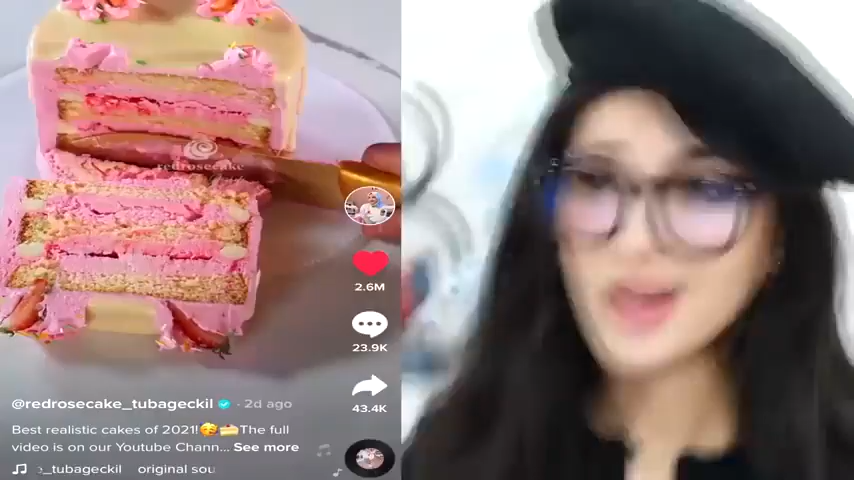 redrosecake
2.6M
23.9K
43.4K
@redrosecake_tubageckil · 2d ago
Best realistic cakes of 2021!🥰🍰The full
video is on our Youtube Chann... See more
_tubageckil original sou